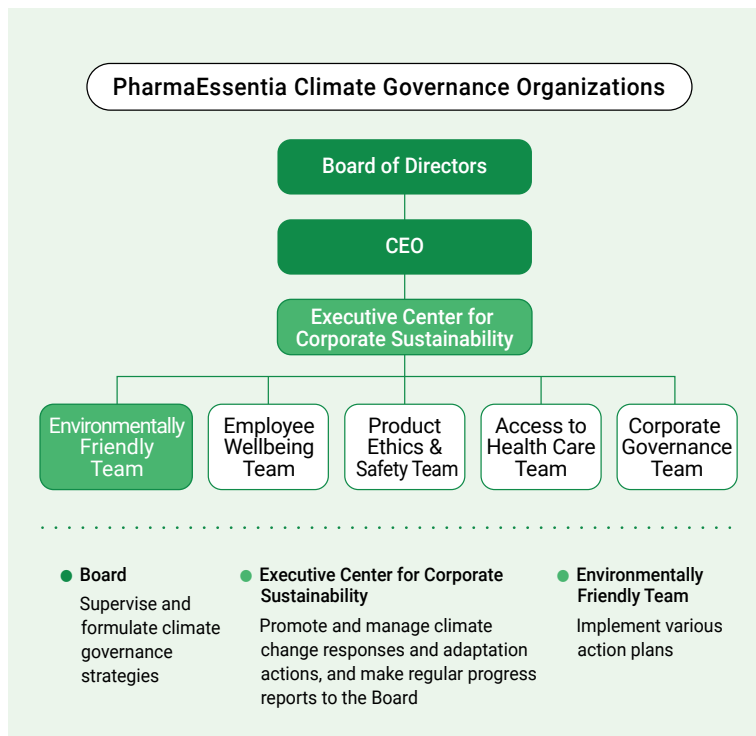 PharmaEssentia Climate Governance Organizations
Board of Directors
CEO
Executive Center for
Corporate Sustainability
Environmentally
Friendly
Team
Employee
Wellbeing
Team
Product
Ethics &
Safety Team
Access to
Health Care
Team
Corporate
Governance
Team
Board
Supervise and
formulate climate
governance
strategies
Executive Center for Corporate
Sustainability
Promote and manage climate
change responses and adaptation
actions, and make regular progress
reports to the Board
Environmentally
Friendly Team
Implement various
action plans